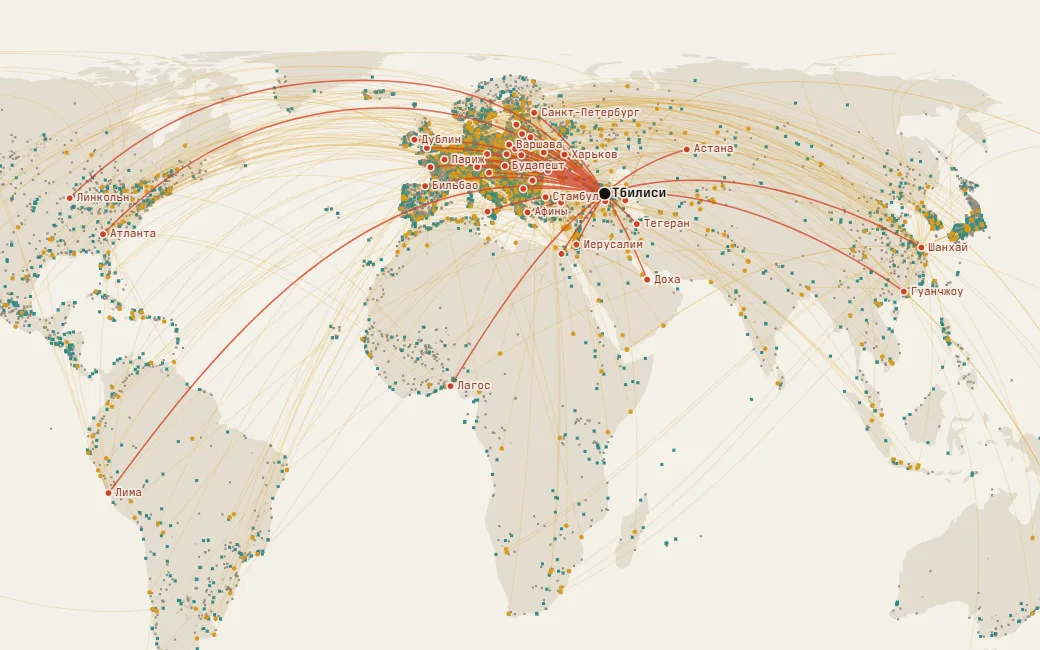 Санкт-Петербург
Дублин
Варшава
Астана
Париж
Харьков
Будапешт
Бильбао
Тбилиси
Линкольн
Стамбул
Афины
Тегеран
Атланта
Иерусалим
Шанхай
Доха
Гуанчжоу
Лагос
Лима